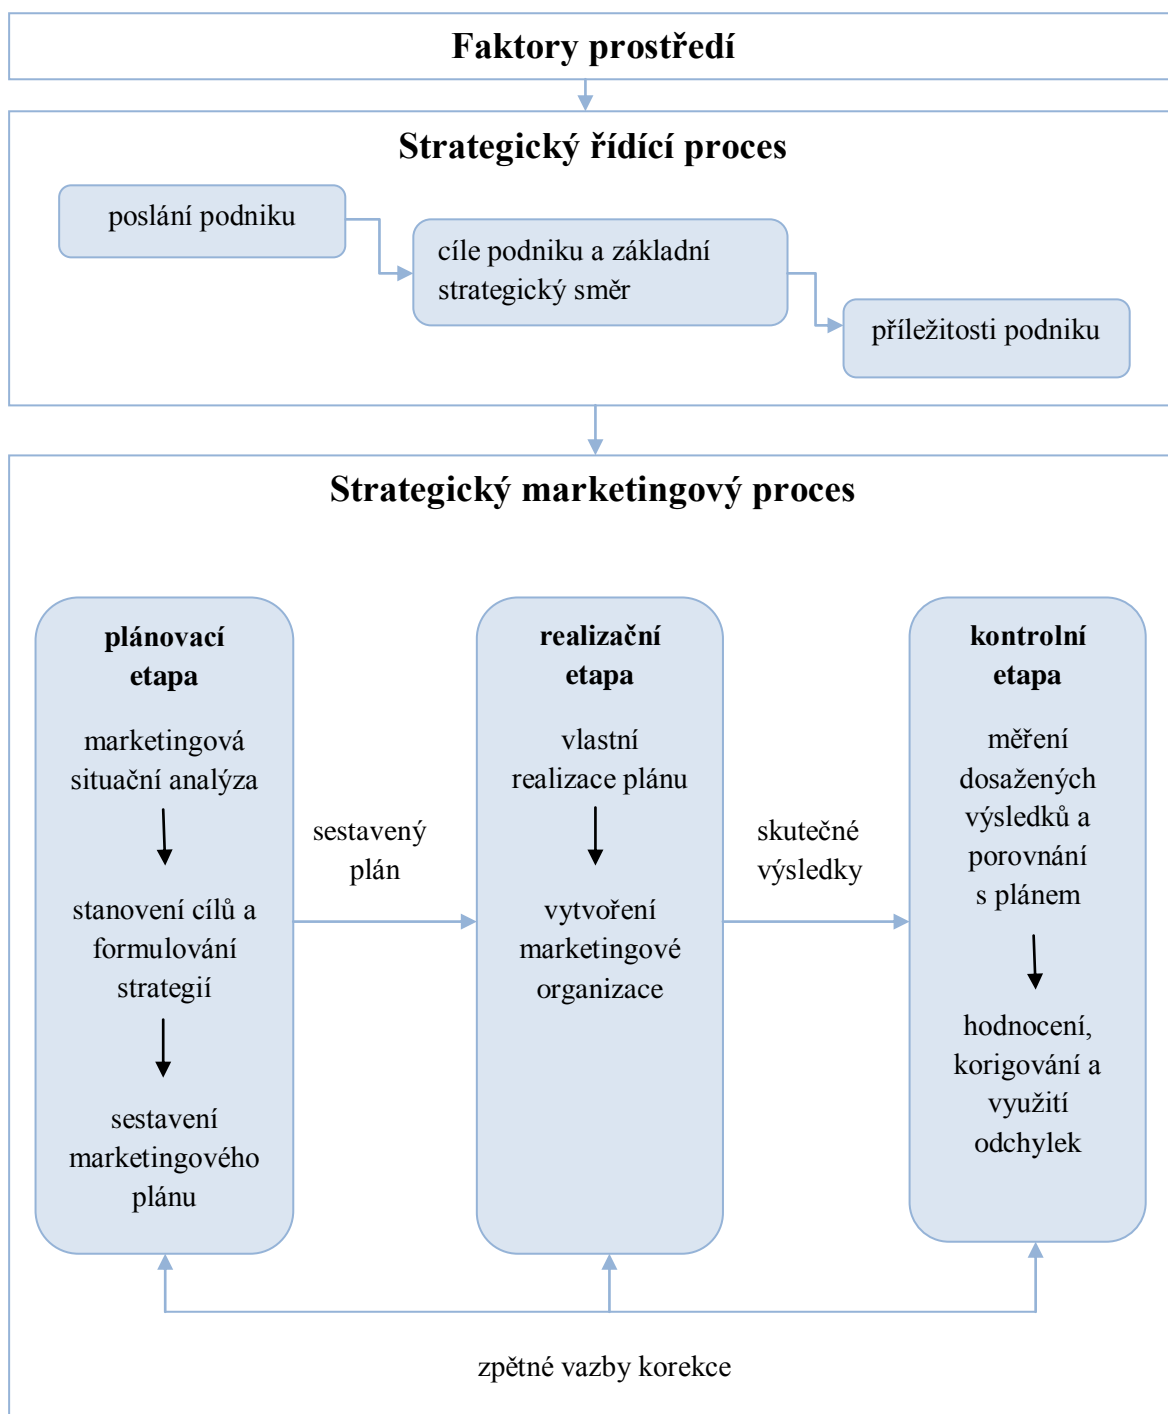 Faktory prostředí
Strategický řídící proces
poslání podniku
cíle podniku a základní
strategický směr
příležitosti podniku
Strategický marketingový proces
plánovací
etapa
marketingová
situační analýza
stanovení cílů a
formulování
strategií
sestavení
marketingového
plánu
sestavený
plán
realizační
etapa
vlastní
realizace plánu
vytvoření
marketingové
organizace
skutečné
výsledky
kontrolní
etapa
měření
dosažených
výsledků a
porovnání
s plánem
hodnocení,
korigování a
využití
odchylek
zpětné vazby korekce